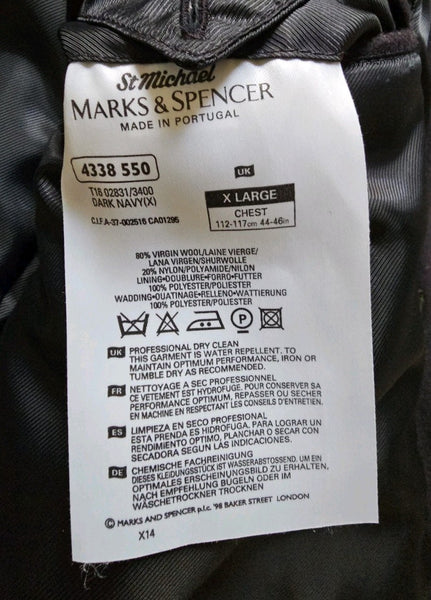 St Michael
MARKS & SPENCER
MADE IN PORTUGAL
4338 550
UK
T18 02831/3400
DARK NAVY(X)
X LARGE
CHEST
112-117cm 44-46in
C.I.F.A-37-002516 CA01295
80% VIRGIN WOOL/LAINE VIERGE/
LANA VIRGEN/SHURWOLLE
20% NYLON/POLYAMIDE/NILON
LINING•DOUBLURE•FORRO•FUTTER
100% POLYESTER/POLIESTER
WADDING•OUATINAGE•RELLENO•WATTIERUNG
100% POLYESTER/POLIESTER
P
UK PROFESSIONAL DRY CLEAN
THIS GARMENT IS WATER REPELLENT. TO
MAINTAIN OPTIMUM PERFORMANCE, IRON OR
TUMBLE DRY AS RECOMMENDED.
FR NETTOYAGE A SEC PROFESSIONNEL
CE VETEMENT EST HYDROFUGE. POUR CONSERVER SA
PERFORMANCE OPTIMUM, REPASSER OU SECHER
EN MACHINE EN RESPECTANT LES CONSEILS D'ENTRETIEN.
ES LIMPIEZA EN SECO PROFESIONAL
ESTA PRENDA ES HIDROFUGA. PARA LOGRAR UN
RENDIMIENTO OPTIMO, PLANCHAR O SECAR CON
SECADORA SEGUN LAS INDICACIONES.
DE CHEMISCHE FACHREINIGUNG
DIESES KLEIDUNGSSTÜCK IST WASSERABSTOSSEND. UM EIN
OPTIMALES ERSCHEINUNGSBILD ZU ERHALTEN,
NACH EMPFEHLUNG BÜGELN ODER IM
WÄSCHETROCKNER TROCKNEN
© MARKS AND SPENCER p.l.c. '98 BAKER STREET LONDON
X14